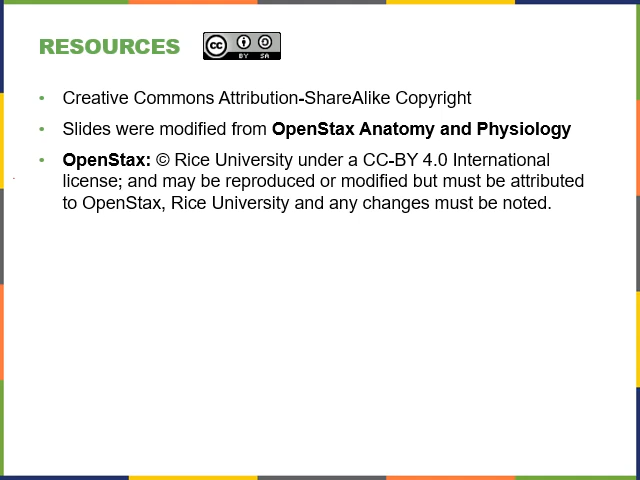 RESOURCES
cc BY SA
Creative Commons Attribution-ShareAlike Copyright
Slides were modified from OpenStax Anatomy and Physiology
OpenStax: © Rice University under a CC-BY 4.0 International
license; and may be reproduced or modified but must be attributed
to OpenStax, Rice University and any changes must be noted.